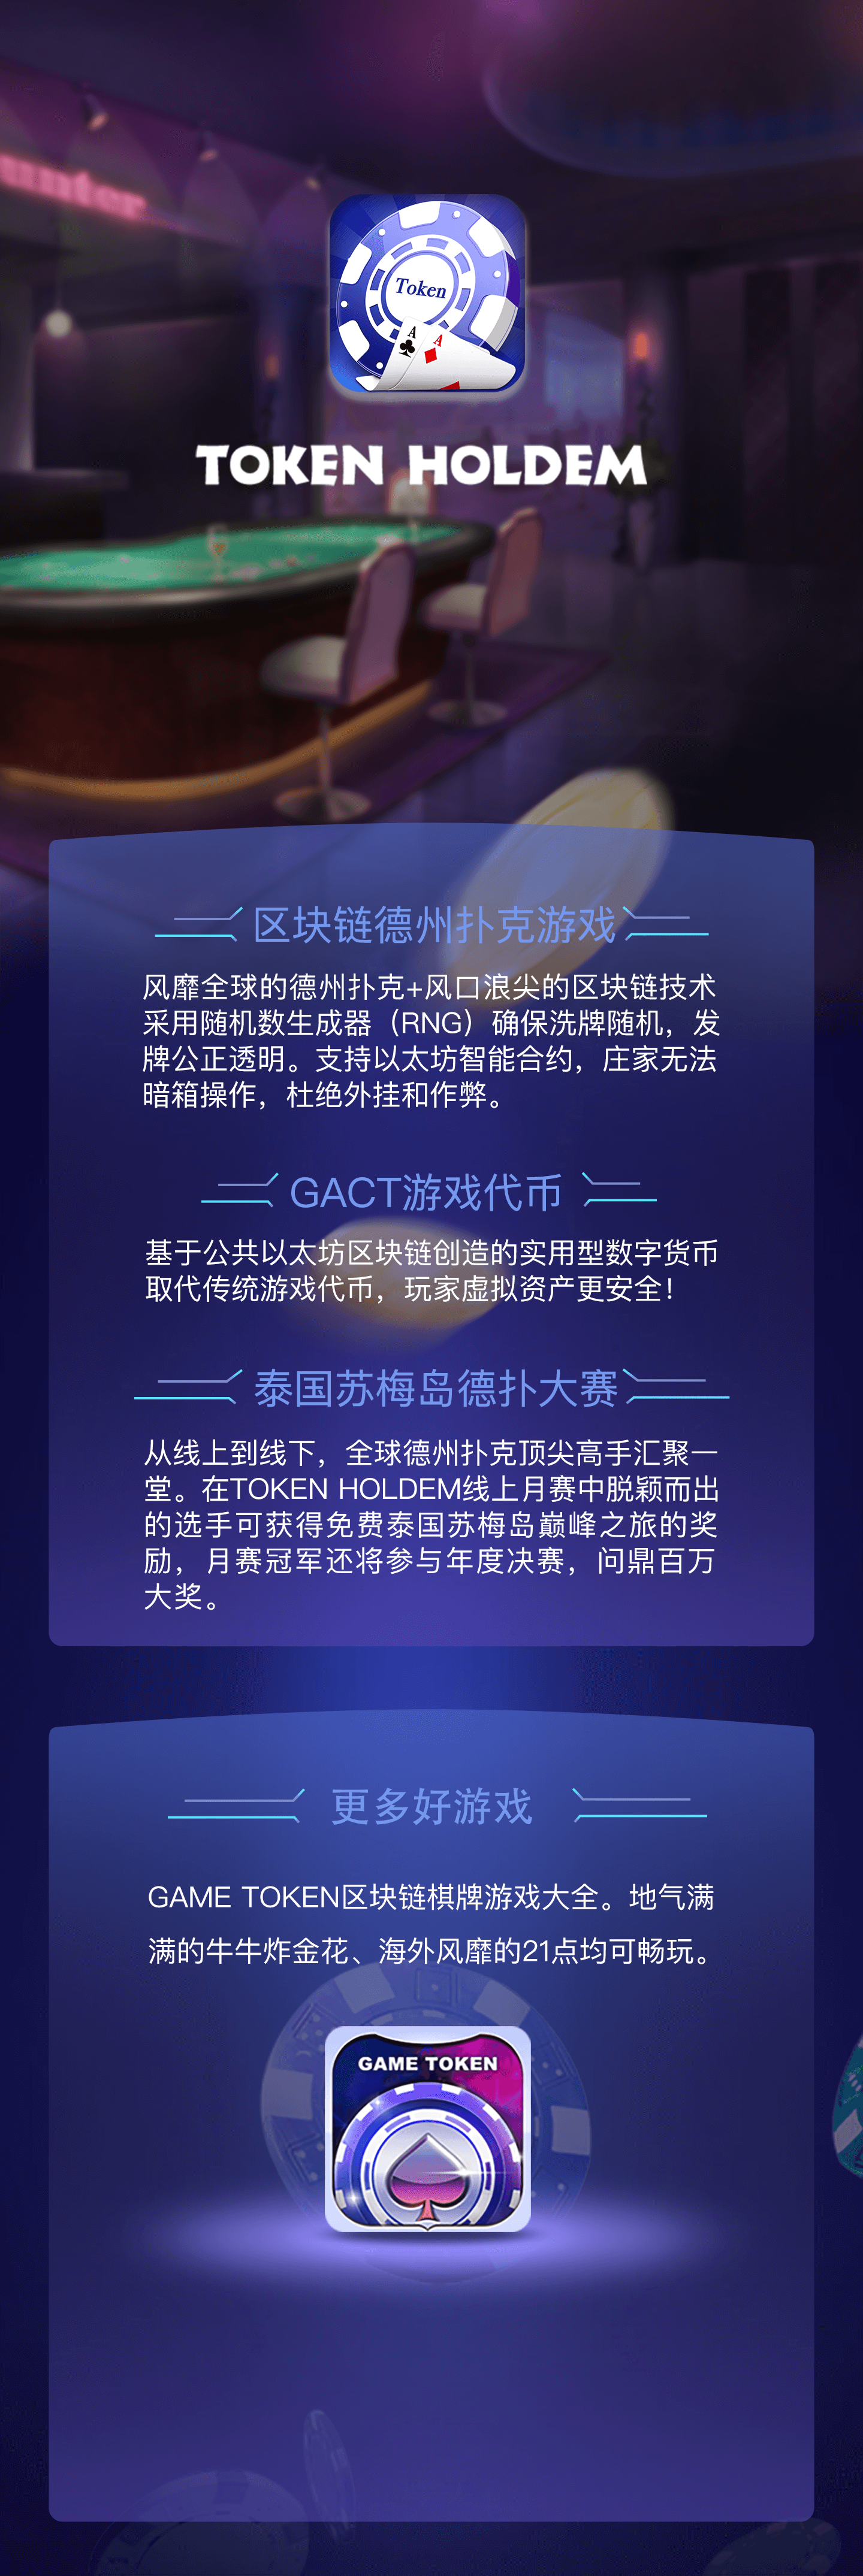 unter
Token
A
A
TOKEN HOLDEM
区块链德州扑克游戏
风靡全球的德州扑克+风口浪尖的区块链技术
采用随机数生成器（RNG）确保洗牌随机，发
牌公正透明。支持以太坊智能合约，庄家无法
暗箱操作，杜绝外挂和作弊。
GACT游戏代币
基于公共以太坊区块链创造的实用型数字货币
取代传统游戏代币，玩家虚拟资产更安全！
泰国苏梅岛德扑大赛
从线上到线下，全球德州扑克顶尖高手汇聚一
堂。在TOKEN HOLDEM线上月赛中脱颖而出
的选手可获得免费泰国苏梅岛巅峰之旅的奖
励，月赛冠军还将参与年度决赛，问鼎百万
大奖。
更多好游戏
GAME TOKEN区块链棋牌游戏大全。地气满
满的牛牛炸金花、海外风靡的21点均可畅玩。
GAME TOKEN